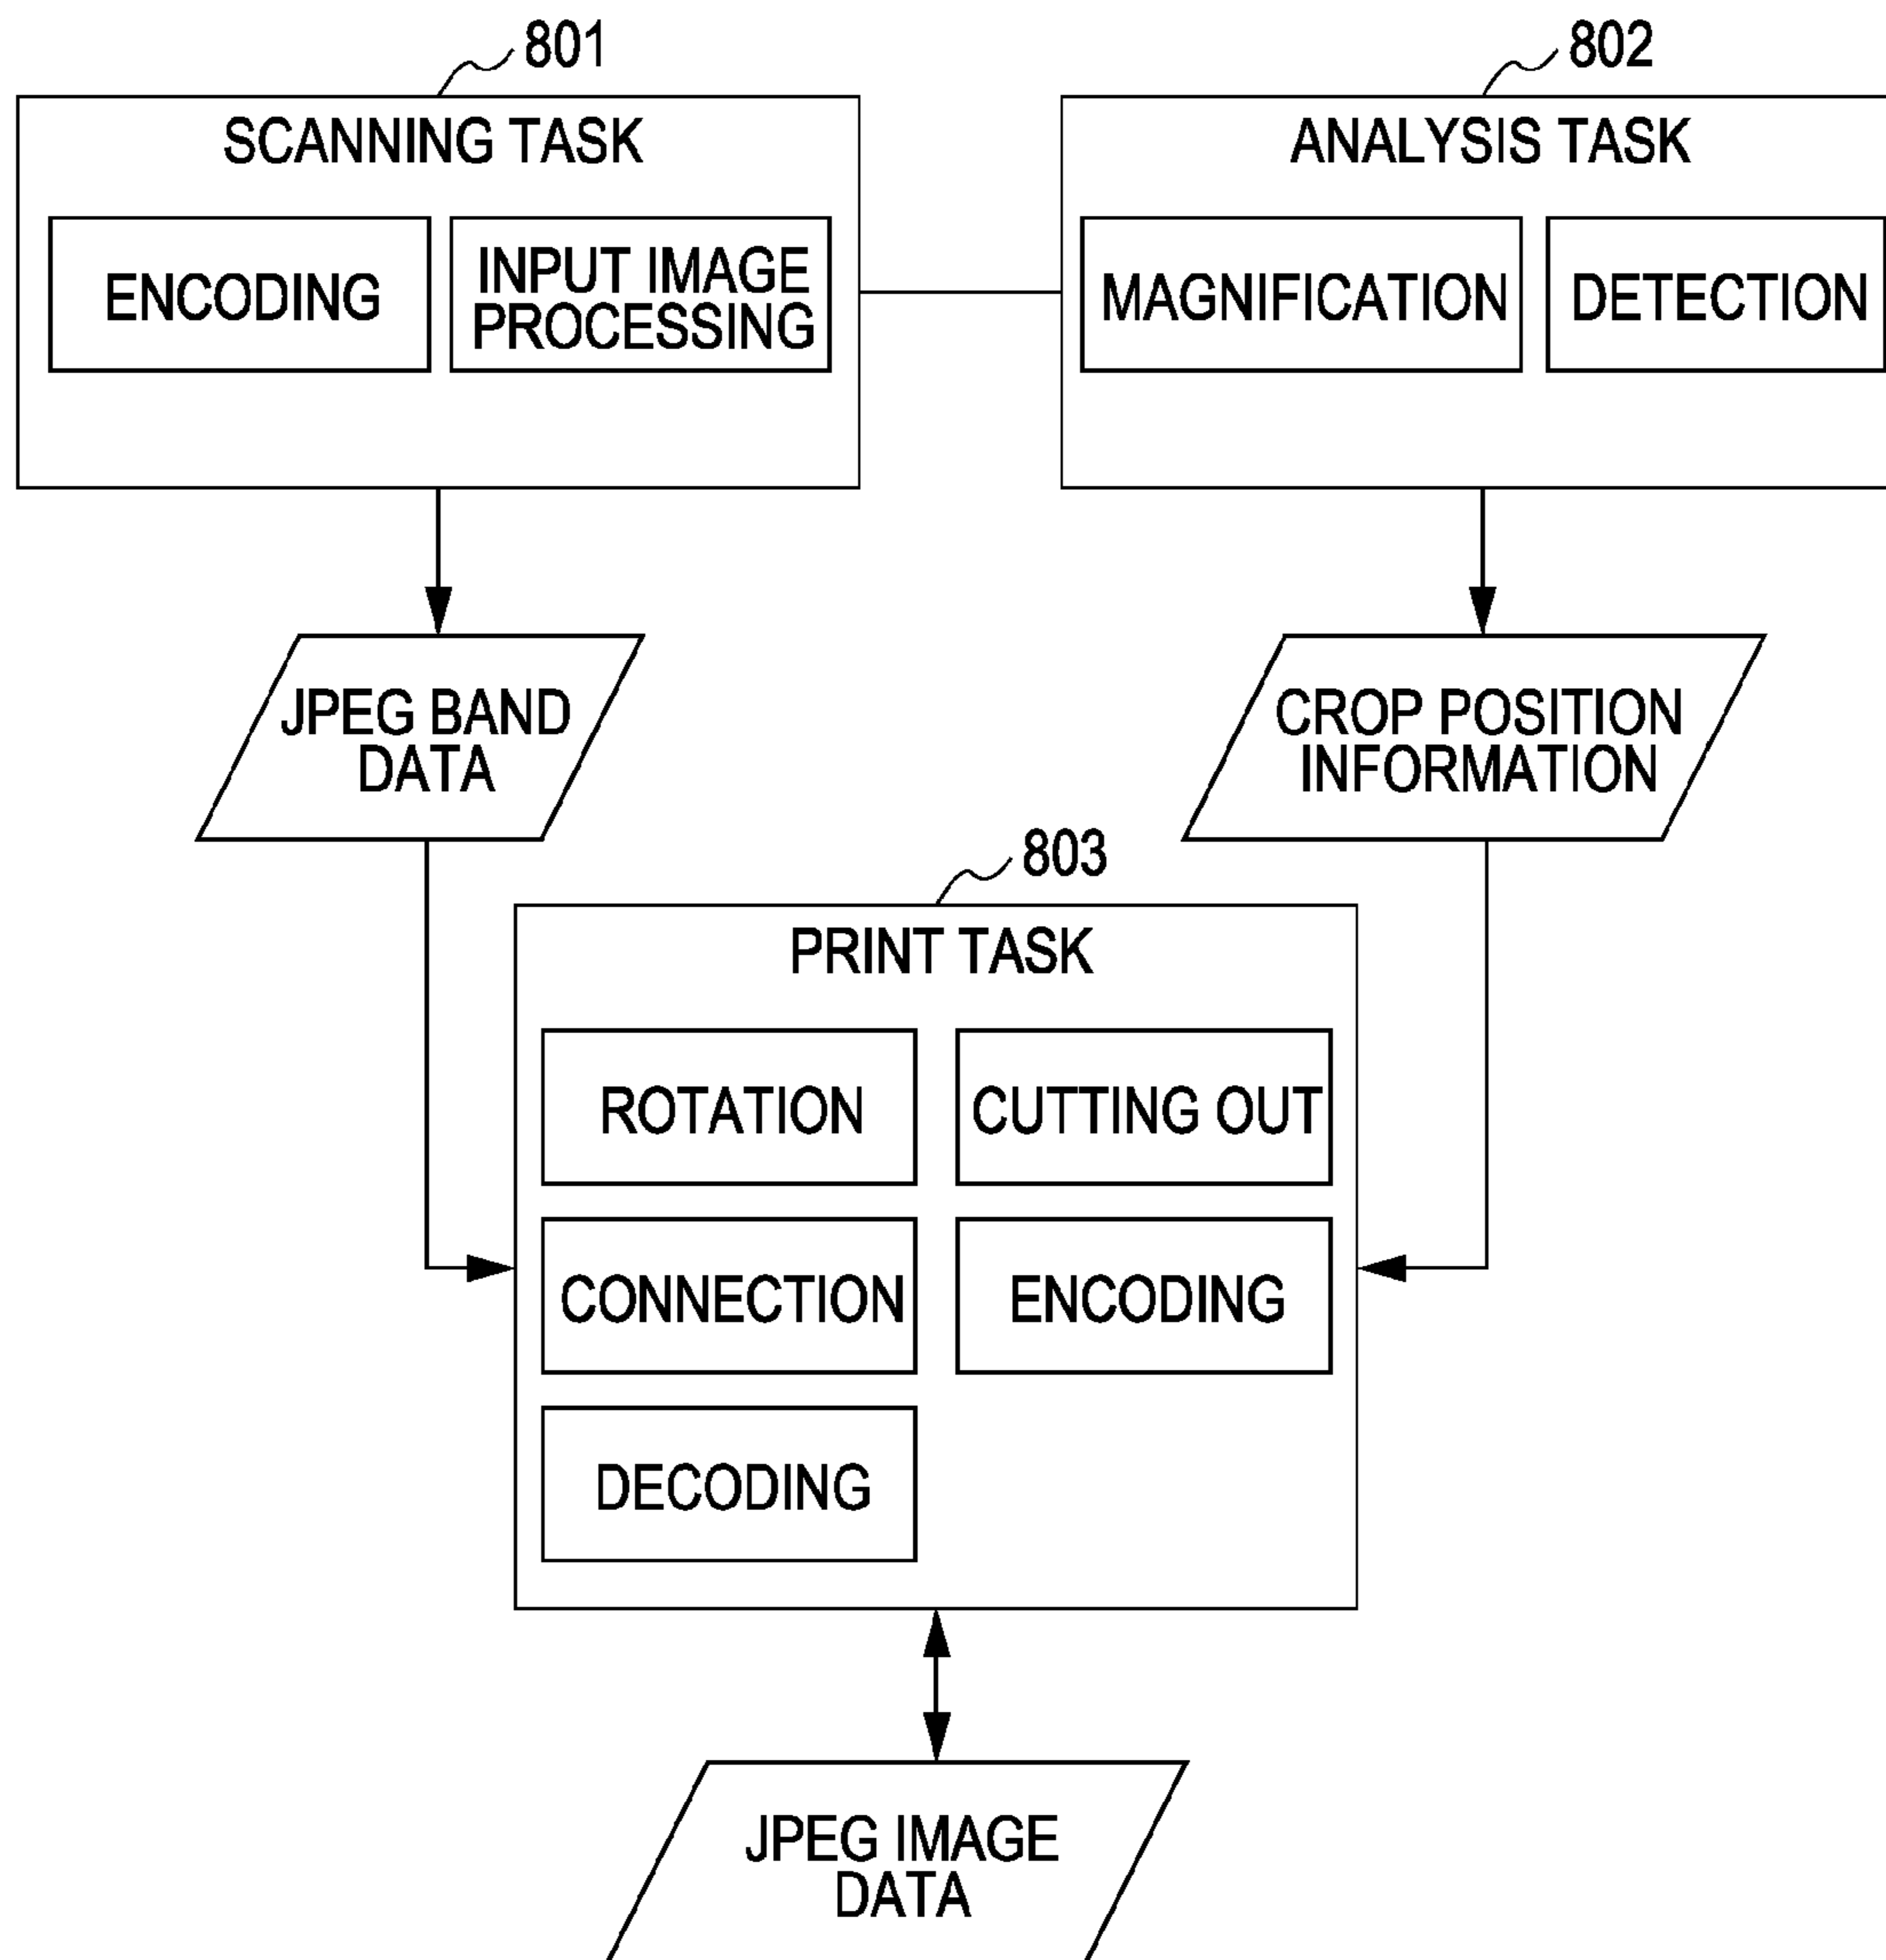 801
SCANNING TASK
ENCODING
INPUT IMAGE
PROCESSING
802
ANALYSIS TASK
MAGNIFICATION
DETECTION
JPEG BAND
DATA
CROP POSITION
INFORMATION
803
PRINT TASK
ROTATION
CUTTING OUT
CONNECTION
ENCODING
DECODING
JPEG IMAGE
DATA